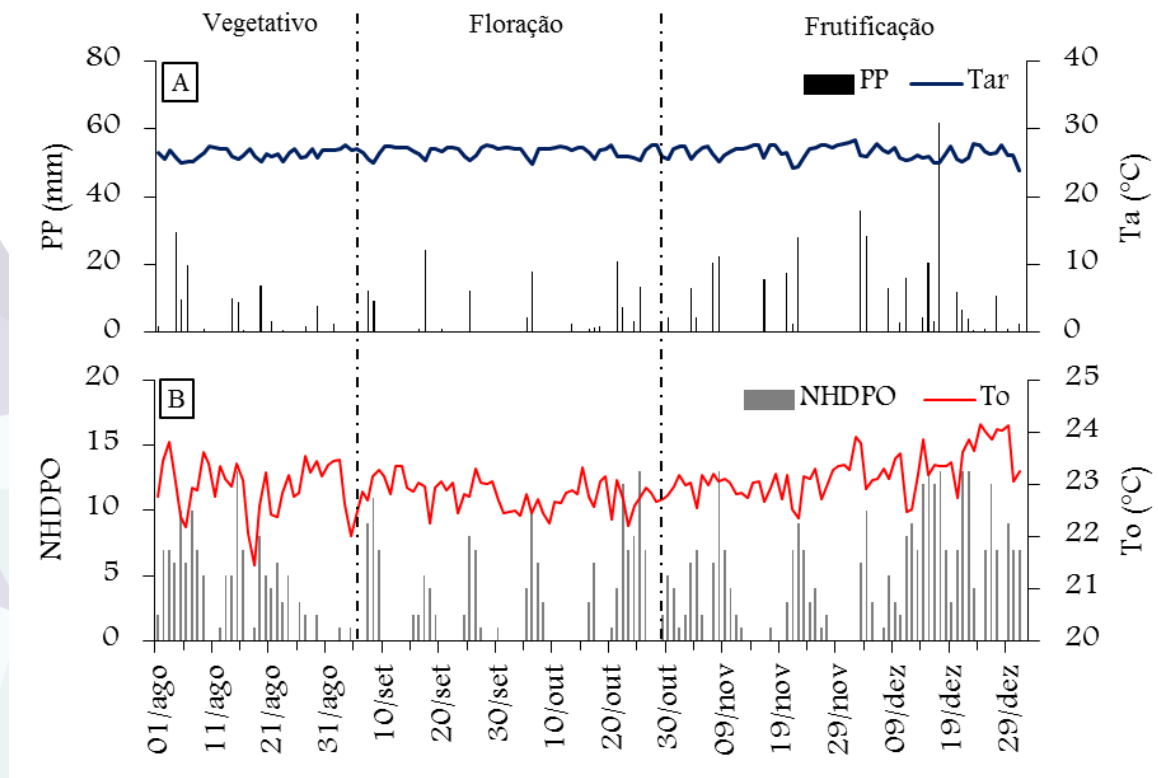 Vegetativo Floração Frutificação
80 40
A PP Tar
60 30
PP (mm) Ta (°C)
40 20
20 10
0 0
20 25
B NHDPO To
15 24
23
NHDPO To (°C)
10
22
5 21
0 20
01/ago 11/ago 21/ago 31/ago 10/set 20/set 30/set 10/out 20/out 30/out 09/nov 19/nov 29/nov 09/dez 19/dez 29/dez